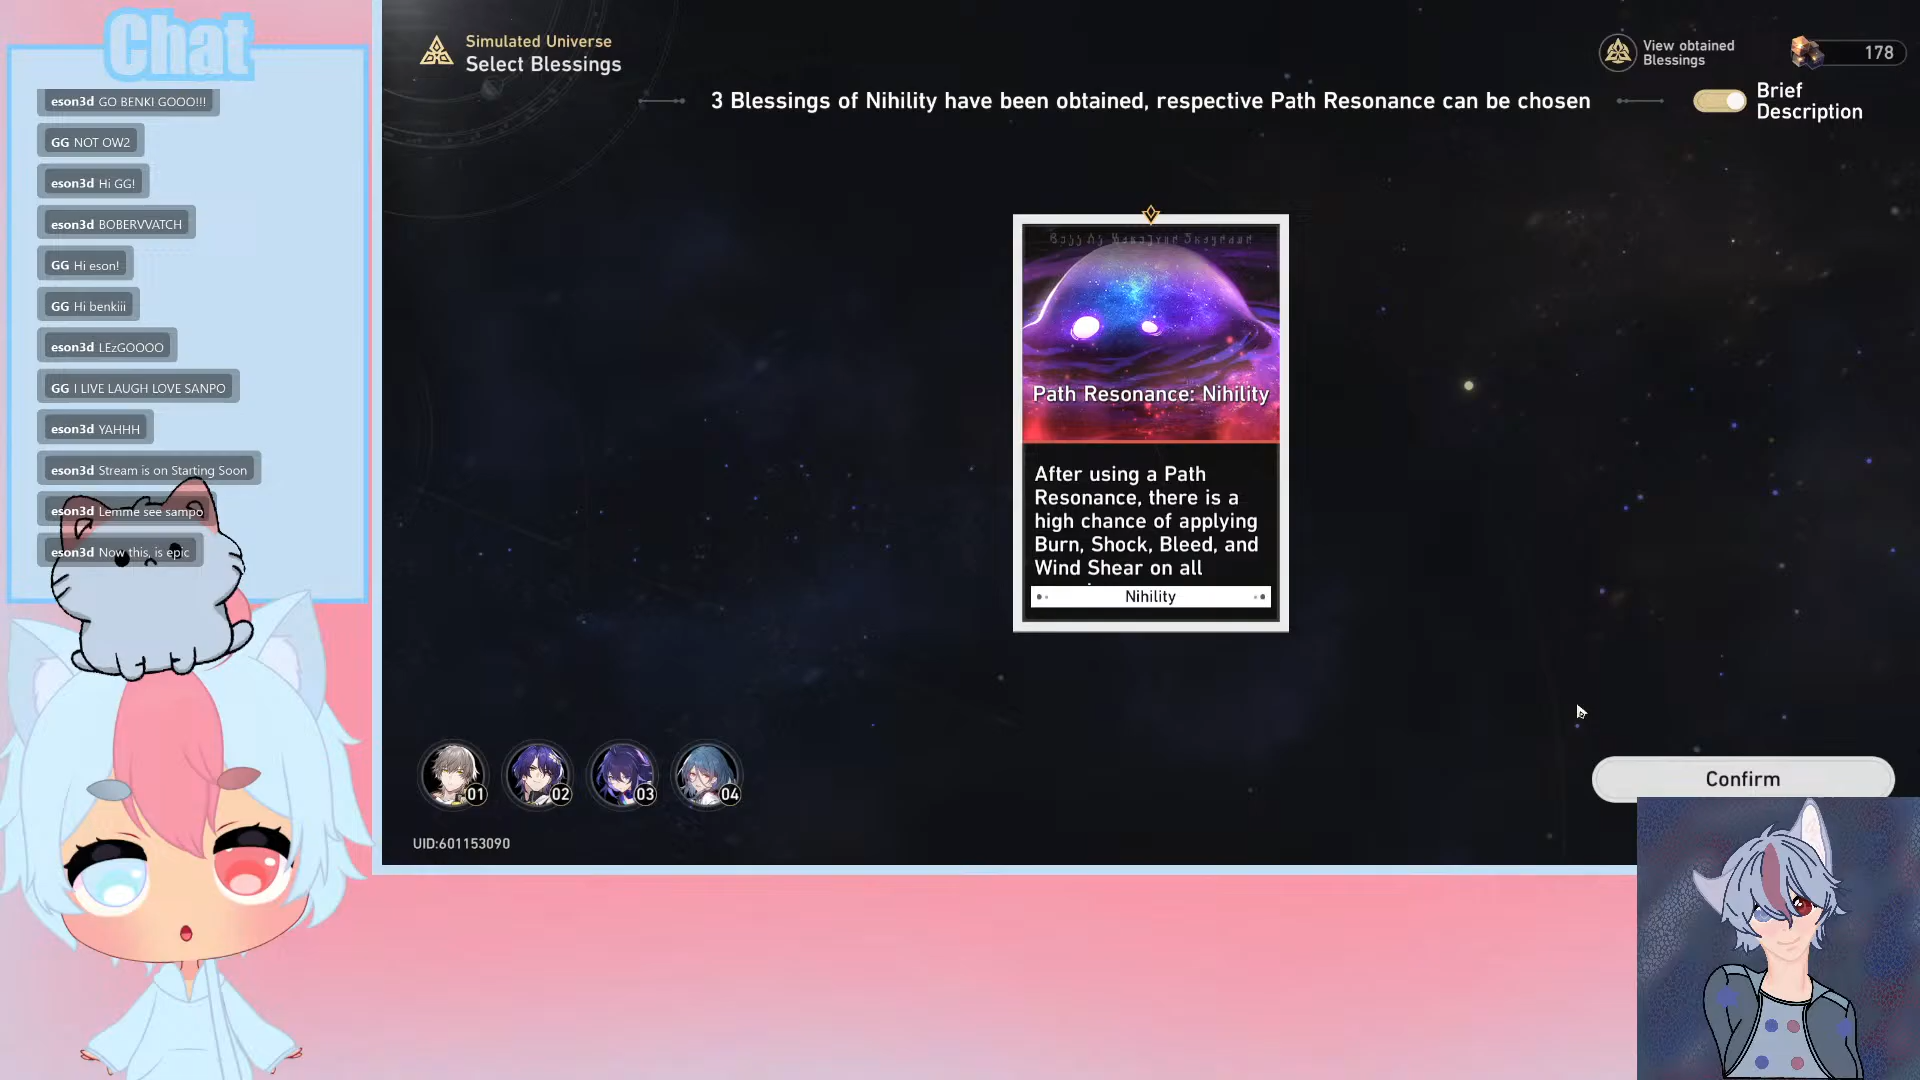 Chat
eson3d GO BENKI GOOO!!!
GG NOT OW2
eson3d Hi GG!
eson3d BOBERVVATCH
GG Hi eson!
GG Hi benkiii
eson3d LEzGOOOO
GG I LIVE LAUGH LOVE SANPO
eson3d YAHHH
eson3d Stream is on Starting Soon
eson3d Lemme see sampo
eson3d Now this, is epic
Simulated Universe
Select Blessings
View obtained
Blessings
178
3 Blessings of Nihility have been obtained, respective Path Resonance can be chosen
Brief
Description
Path Resonance: Nihility
After using a Path
Resonance, there is a
high chance of applying
Burn, Shock, Bleed, and
Wind Shear on all
Nihility
01
02
03
04
Confirm
UID:601153090